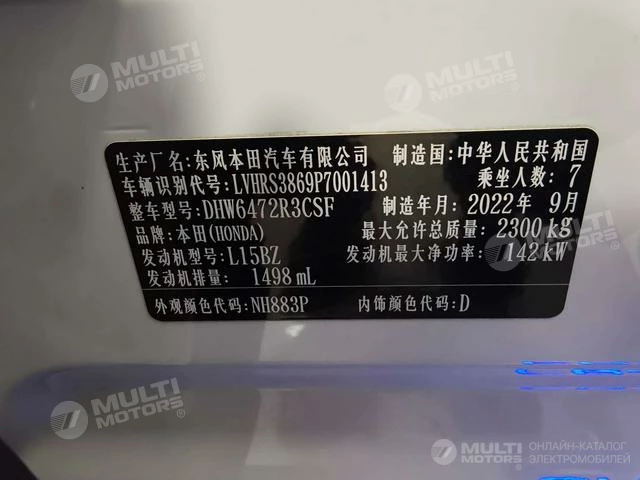 MULTI
MOTORS®
MULTI
MOTORS®
生产厂名:东风本田汽车有限公司 制造国:中华人民共和国
车辆识别代号:LVHRS3869P7001413 乘坐人数:7
整车型号:DHW6472R3CSF 制造年月:2022年9月
品牌:本田(HONDA) 最大允许总质量:2300kg
发动机型号:L15BZ 发动机最大净功率:142kW
发动机排量:1498mL
外观颜色代码:NH883P 内饰颜色代码:D
MULTI
MOTORS®
MULTI
MOTORS
ОНЛАЙН-КАТАЛОГ
ЭЛЕКТРОМОБИЛЕЙ